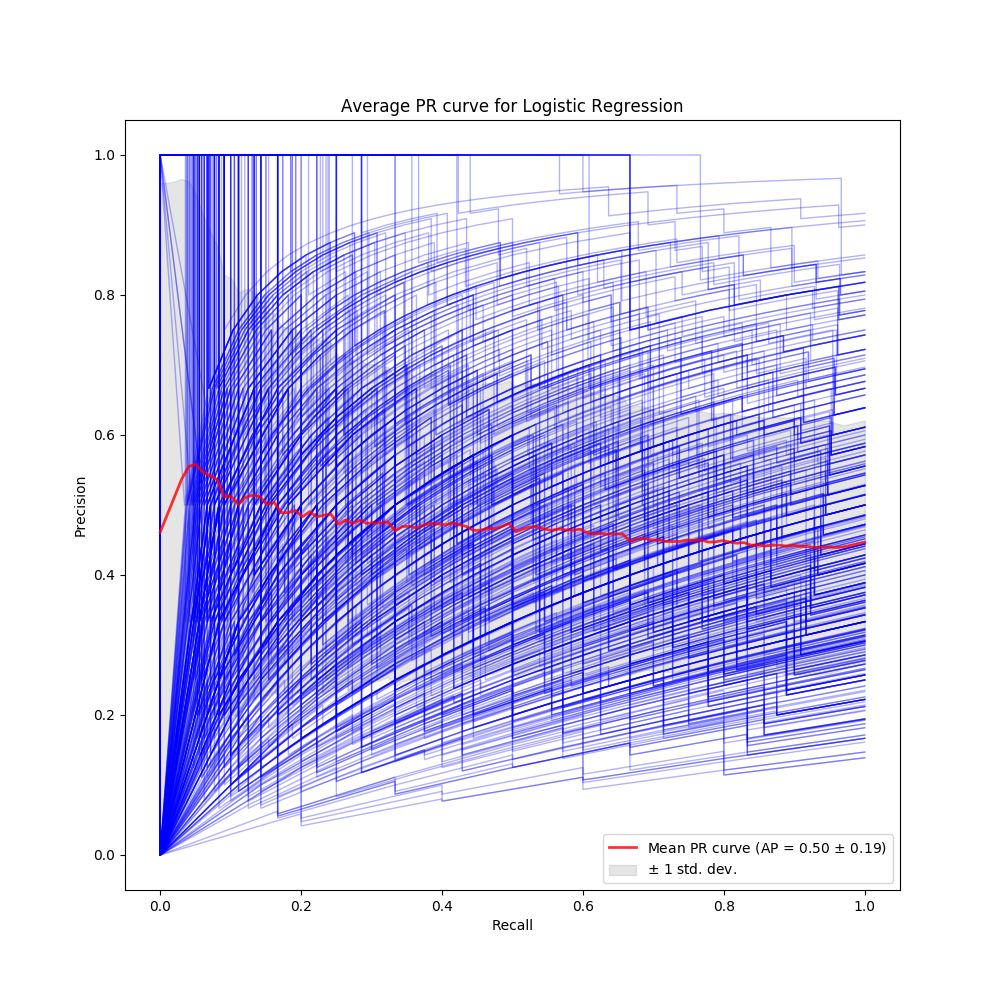 Average PR curve for Logistic Regression
1.0
0.8
0.6
0.4
0.2
0.0
Precision
Mean PR curve (AP = 0.50 ± 0.19)
± 1 std. dev.
0.0 0.2 0.4 0.6 0.8 1.0
Recall